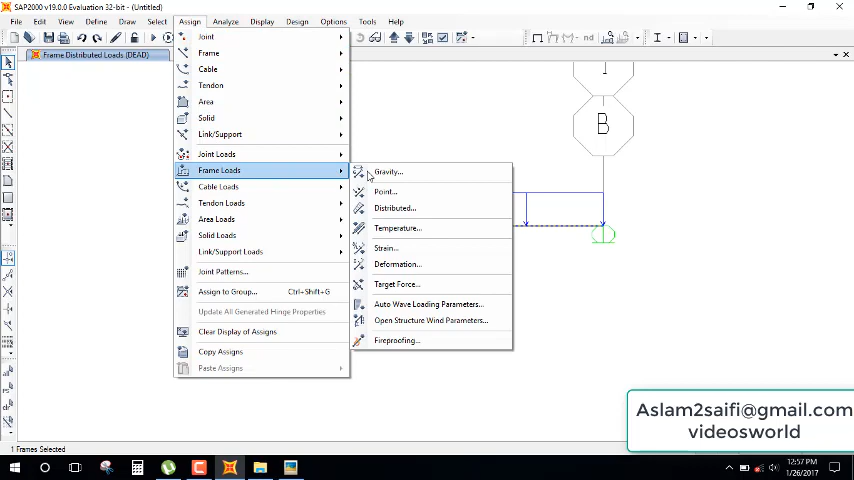 SAP2000 v19.0.0 Evaluation 32-bit - (Untitled)
File Edit View Define Draw Select Assign Analyze Display Design Options Tools Help
nd
Frame Distributed Loads (DEAD)
Joint
Frame
Cable
Tendon
Area
Solid
Link/Support
Joint Loads
Frame Loads
Cable Loads
Tendon Loads
Area Loads
Solid Loads
Link/Support Loads
Joint Patterns...
Assign to Group... Ctrl+Shift+G
Update All Generated Hinge Properties
Clear Display of Assigns
Copy Assigns
Paste Assigns
Gravity...
Point...
Distributed...
Temperature...
Strain...
Deformation...
Target Force...
Auto Wave Loading Parameters...
Open Structure Wind Parameters...
Fireproofing...
B
all
Aslam2saifi@gmail.com
videosworld
1 Frames Selected
12:57 PM
1/26/2017